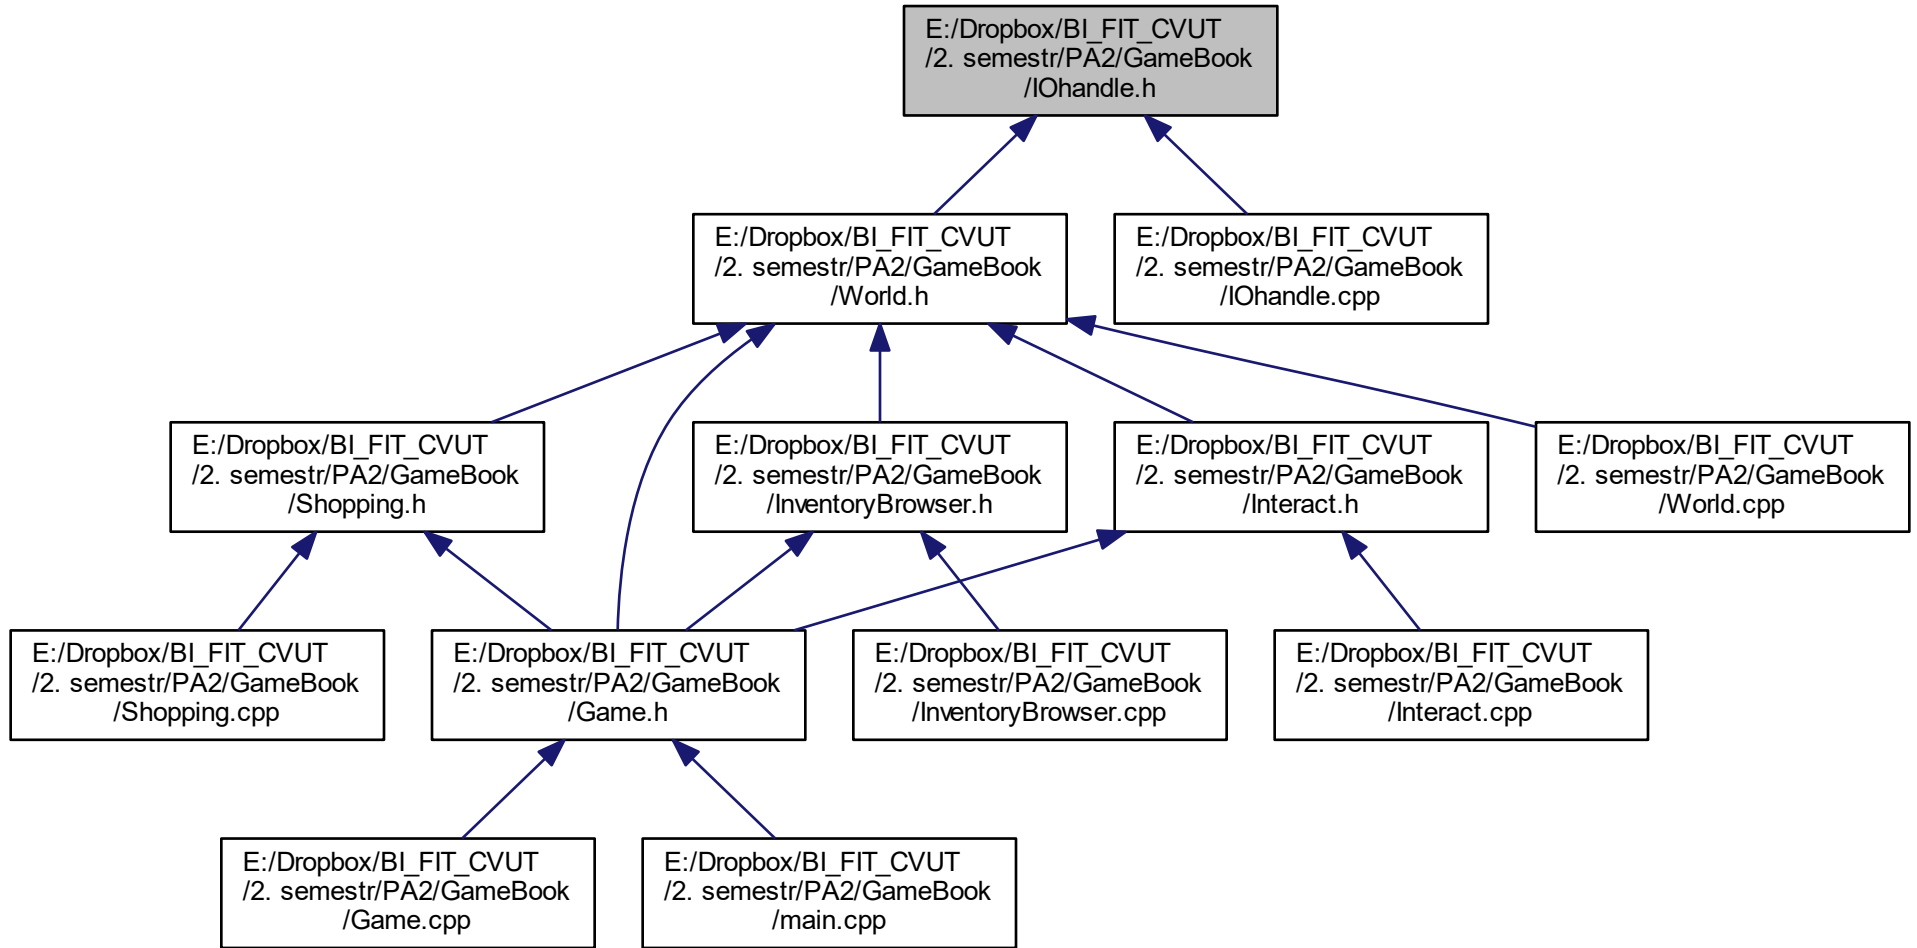 E:/Dropbox/BI_FIT_CVUT
/2. semestr/PA2/GameBook
/IOhandle.h
E:/Dropbox/BI_FIT_CVUT
/2. semestr/PA2/GameBook
/World.h
E:/Dropbox/BI_FIT_CVUT
/2. semestr/PA2/GameBook
/IOhandle.cpp
E:/Dropbox/BI_FIT_CVUT
/2. semestr/PA2/GameBook
/Shopping.h
E:/Dropbox/BI_FIT_CVUT
/2. semestr/PA2/GameBook
/InventoryBrowser.h
E:/Dropbox/BI_FIT_CVUT
/2. semestr/PA2/GameBook
/Interact.h
E:/Dropbox/BI_FIT_CVUT
/2. semestr/PA2/GameBook
/World.cpp
E:/Dropbox/BI_FIT_CVUT
/2. semestr/PA2/GameBook
/Shopping.cpp
E:/Dropbox/BI_FIT_CVUT
/2. semestr/PA2/GameBook
/Game.h
E:/Dropbox/BI_FIT_CVUT
/2. semestr/PA2/GameBook
/InventoryBrowser.cpp
E:/Dropbox/BI_FIT_CVUT
/2. semestr/PA2/GameBook
/Interact.cpp
E:/Dropbox/BI_FIT_CVUT
/2. semestr/PA2/GameBook
/Game.cpp
E:/Dropbox/BI_FIT_CVUT
/2. semestr/PA2/GameBook
/main.cpp